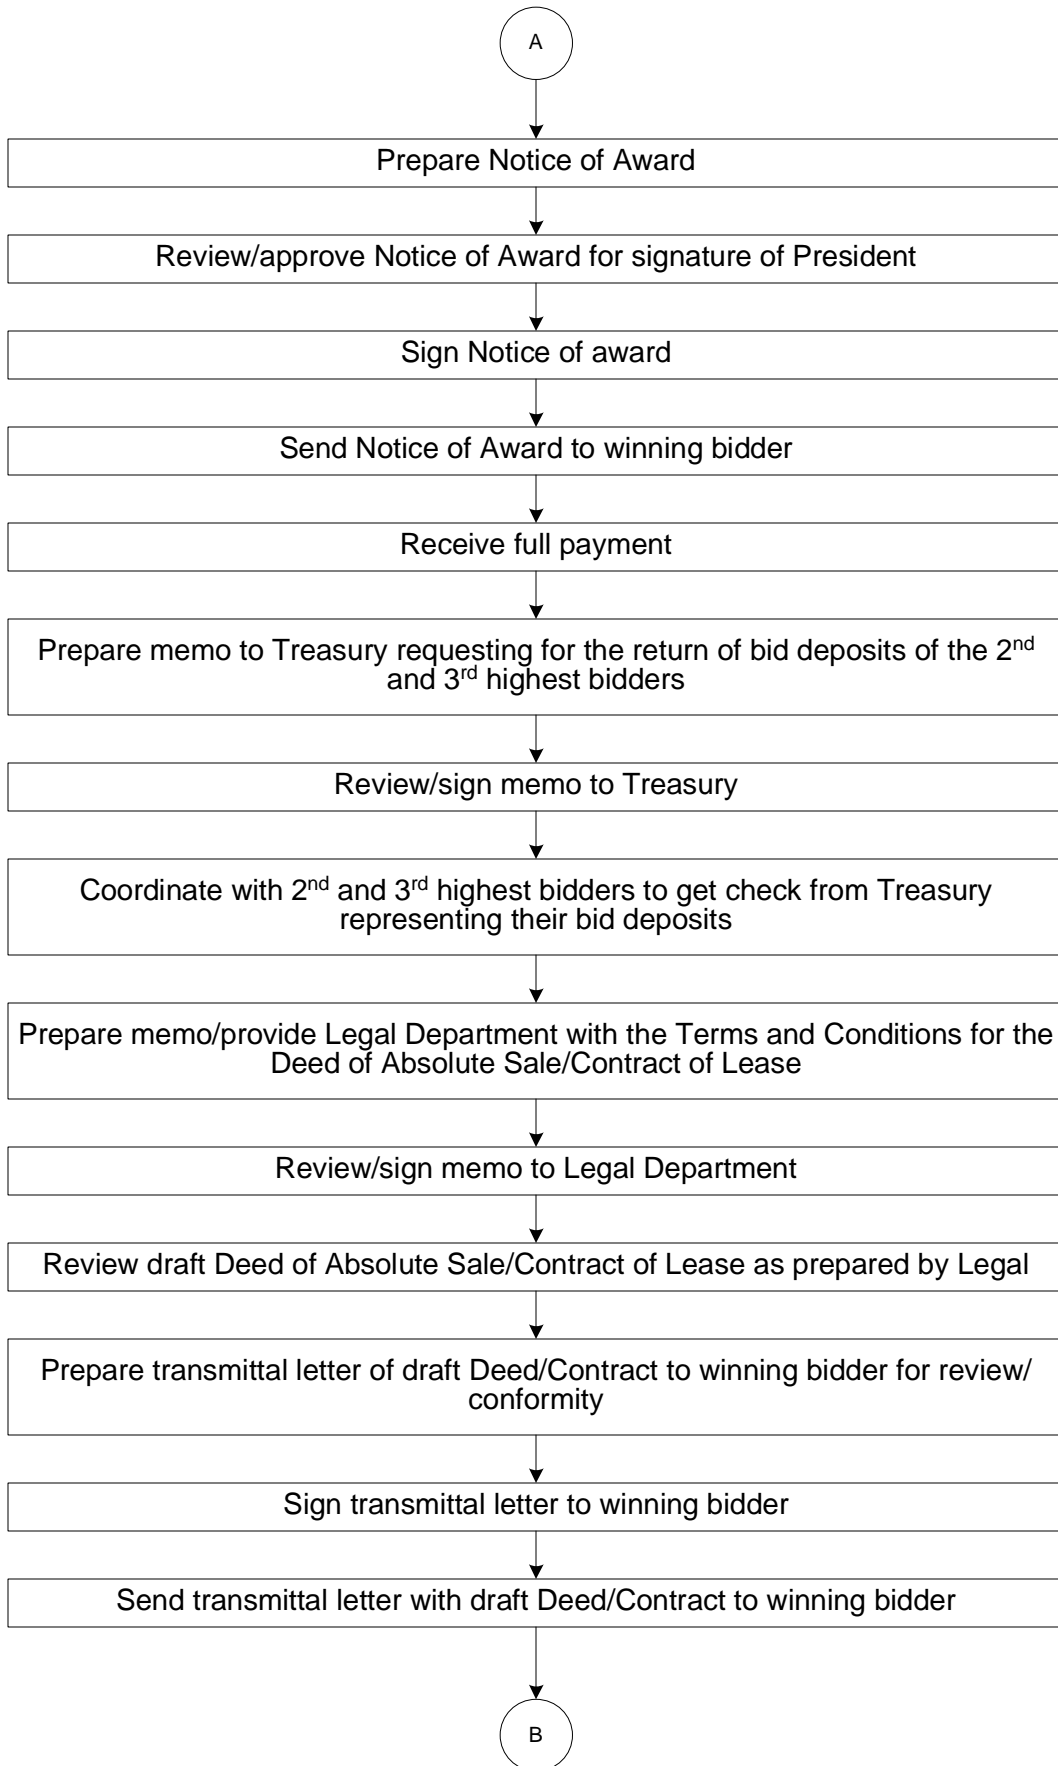 A
Prepare Notice of Award
Review/approve Notice of Award for signature of President
Sign Notice of award
Send Notice of Award to winning bidder
Receive full payment
Prepare memo to Treasury requesting for the return of bid deposits of the 2nd
and 3rd highest bidders
Review/sign memo to Treasury
Coordinate with 2nd and 3rd highest bidders to get check from Treasury
representing their bid deposits
Prepare memo/provide Legal Department with the Terms and Conditions for the
Deed of Absolute Sale/Contract of Lease
Review/sign memo to Legal Department
Review draft Deed of Absolute Sale/Contract of Lease as prepared by Legal
Prepare transmittal letter of draft Deed/Contract to winning bidder for review/
conformity
Sign transmittal letter to winning bidder
Send transmittal letter with draft Deed/Contract to winning bidder
B